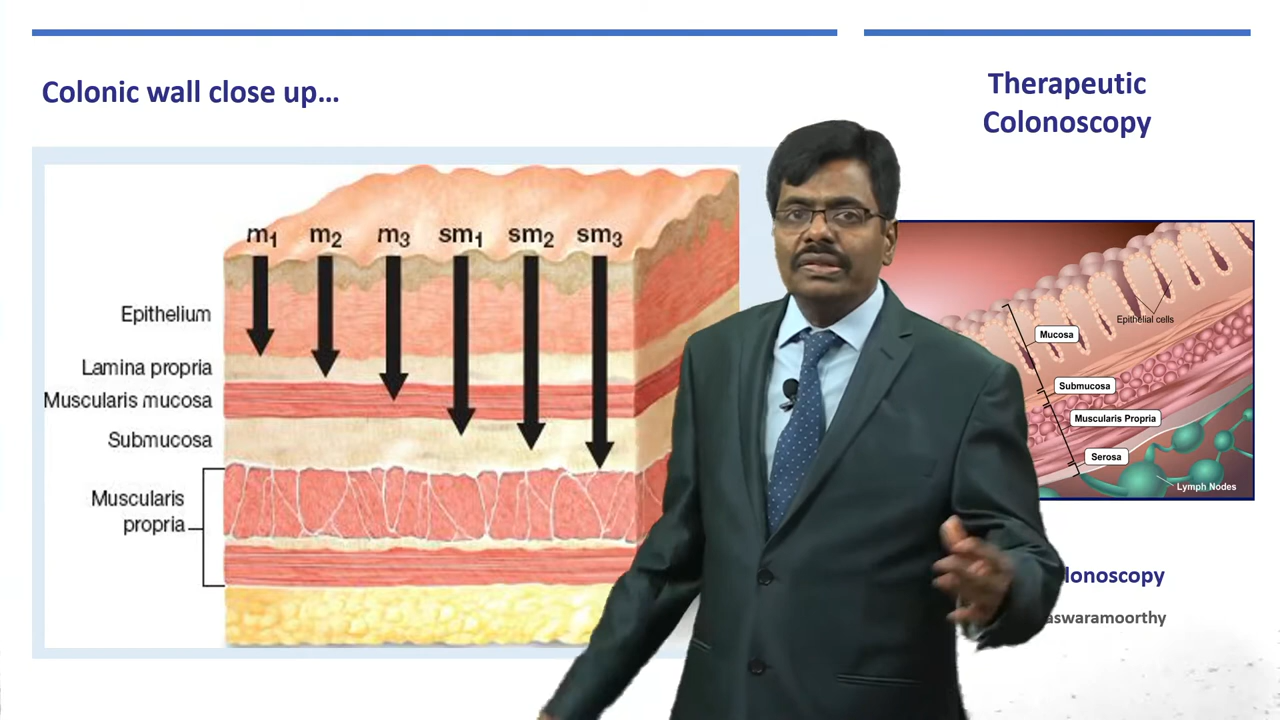 Colonic wall close up...
Therapeutic
Colonoscopy
m1 m2 m3 sm1 sm2 sm3
Epithelium
Lamina propria
Muscularis mucosa
Submucosa
Muscularis
propria
Epithelial cells
Mucosa
Submucosa
Muscularis Propria
Serosa
Lymph Nodes
lonoscopy
aswaramoorthy